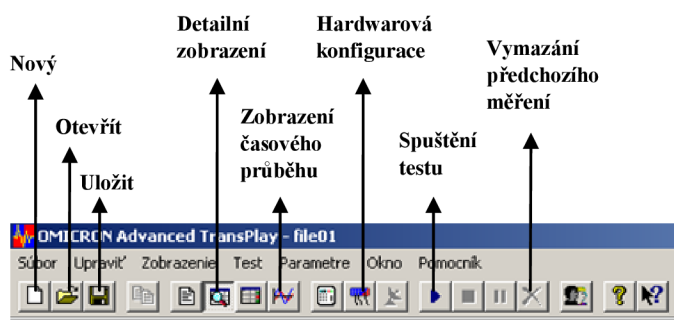 Nový
Otevřít
Uložit
Detailní
zobrazení
Zobrazení
časového
průběhu
Hardwarová
konfigurace
Spuštění
testu
Vymazání
předchozího
měření
OMICRON Advanced TransPlay - file01
Súbor Upraviť Zobrazenie Test Parametre Okno Pomocník